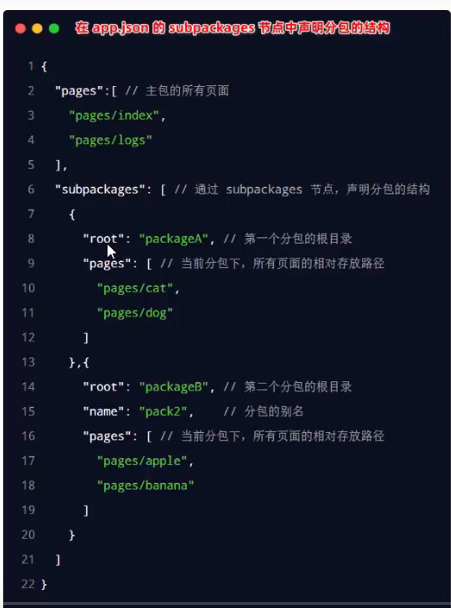 在 app.json 的 subpackages 节点中声明分包的结构
1 {
2 "pages":[ // 主包的所有页面
3 "pages/index",
4 "pages/logs"
5 ],
6 "subpackages": [ // 通过 subpackages 节点，声明分包的结构
7 {
8 "root": "packageA", // 第一个分包的根目录
9 "pages": [ // 当前分包下，所有页面的相对存放路径
10 "pages/cat",
11 "pages/dog"
12 ]
13 },{
14 "root": "packageB", // 第二个分包的根目录
15 "name": "pack2", // 分包的别名
16 "pages": [ // 当前分包下，所有页面的相对存放路径
17 "pages/apple",
18 "pages/banana"
19 ]
20 }
21 ]
22 }